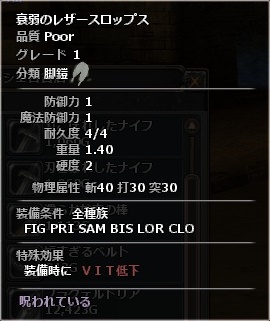 衰弱のレザースロップス
品質 Poor
グレード 1
分類 脚鎧
防御力 1
魔法防御力 1
耐久度 4/4
重量 1.40
硬度 2
物理属性 斬40 打30 突30
装備条件 全種族
FIG PRI SAM BIS LOR CLO
特殊効果
装備時に VIT低下
呪われている
12,423G